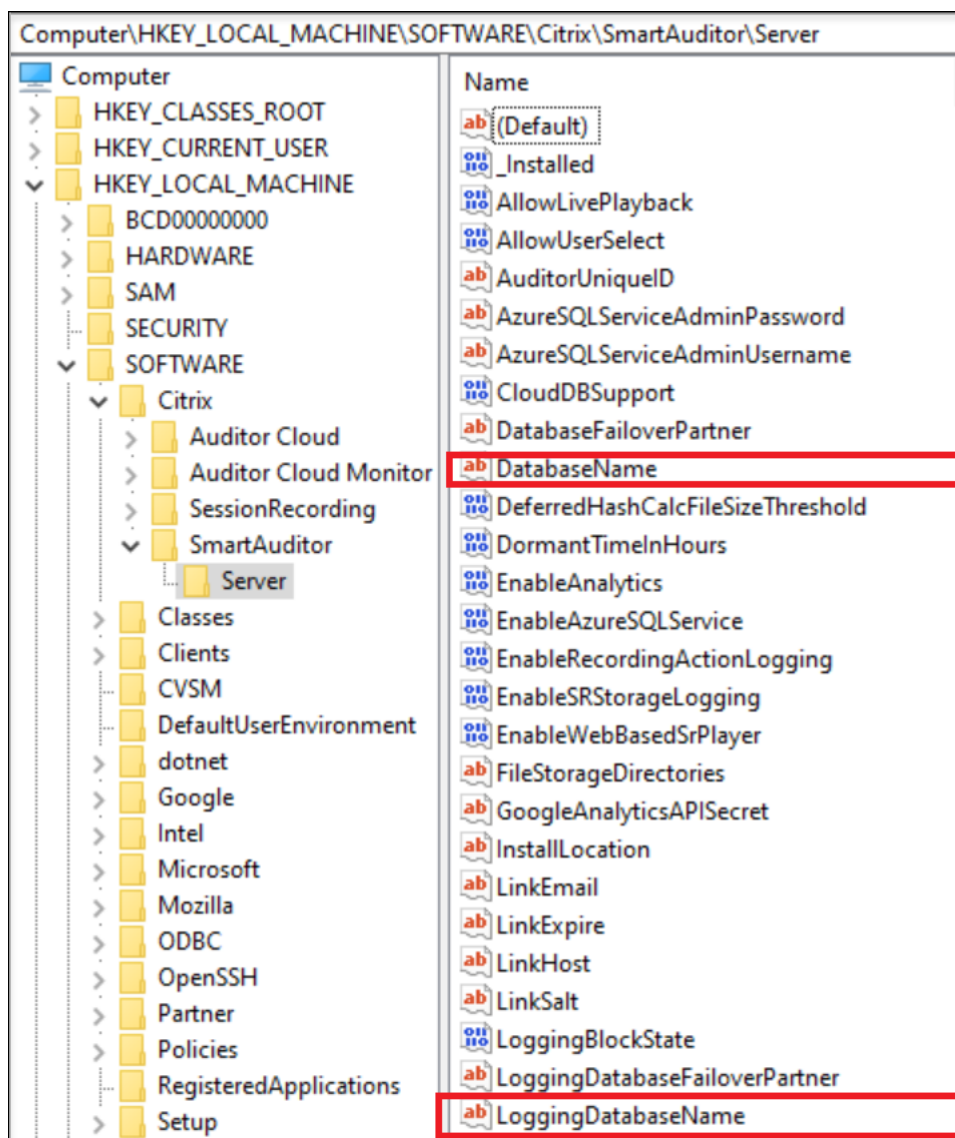 Computer\HKEY_LOCAL_MACHINE\SOFTWARE\Citrix\SmartAuditor\Server
Computer
HKEY_CLASSES_ROOT
HKEY_CURRENT_USER
HKEY_LOCAL_MACHINE
BCD00000000
HARDWARE
SAM
SECURITY
SOFTWARE
Citrix
Auditor Cloud
Auditor Cloud Monitor
SessionRecording
SmartAuditor
Server
Classes
Clients
CVSM
DefaultUserEnvironment
dotnet
Google
Intel
Microsoft
Mozilla
ODBC
OpenSSH
Partner
Policies
RegisteredApplications
Setup
Name
(Default)
_Installed
AllowLivePlayback
AllowUserSelect
AuditorUniqueID
AzureSQLServiceAdminPassword
AzureSQLServiceAdminUsername
CloudDBSupport
DatabaseFailoverPartner
DatabaseName
DeferredHashCalcFileSizeThreshold
DormantTimeInHours
EnableAnalytics
EnableAzureSQLService
EnableRecordingActionLogging
EnableSRStorageLogging
EnableWebBasedSrPlayer
FileStorageDirectories
GoogleAnalyticsAPISecret
InstallLocation
LinkEmail
LinkExpire
LinkHost
LinkSalt
LoggingBlockState
LoggingDatabaseFailoverPartner
LoggingDatabaseName